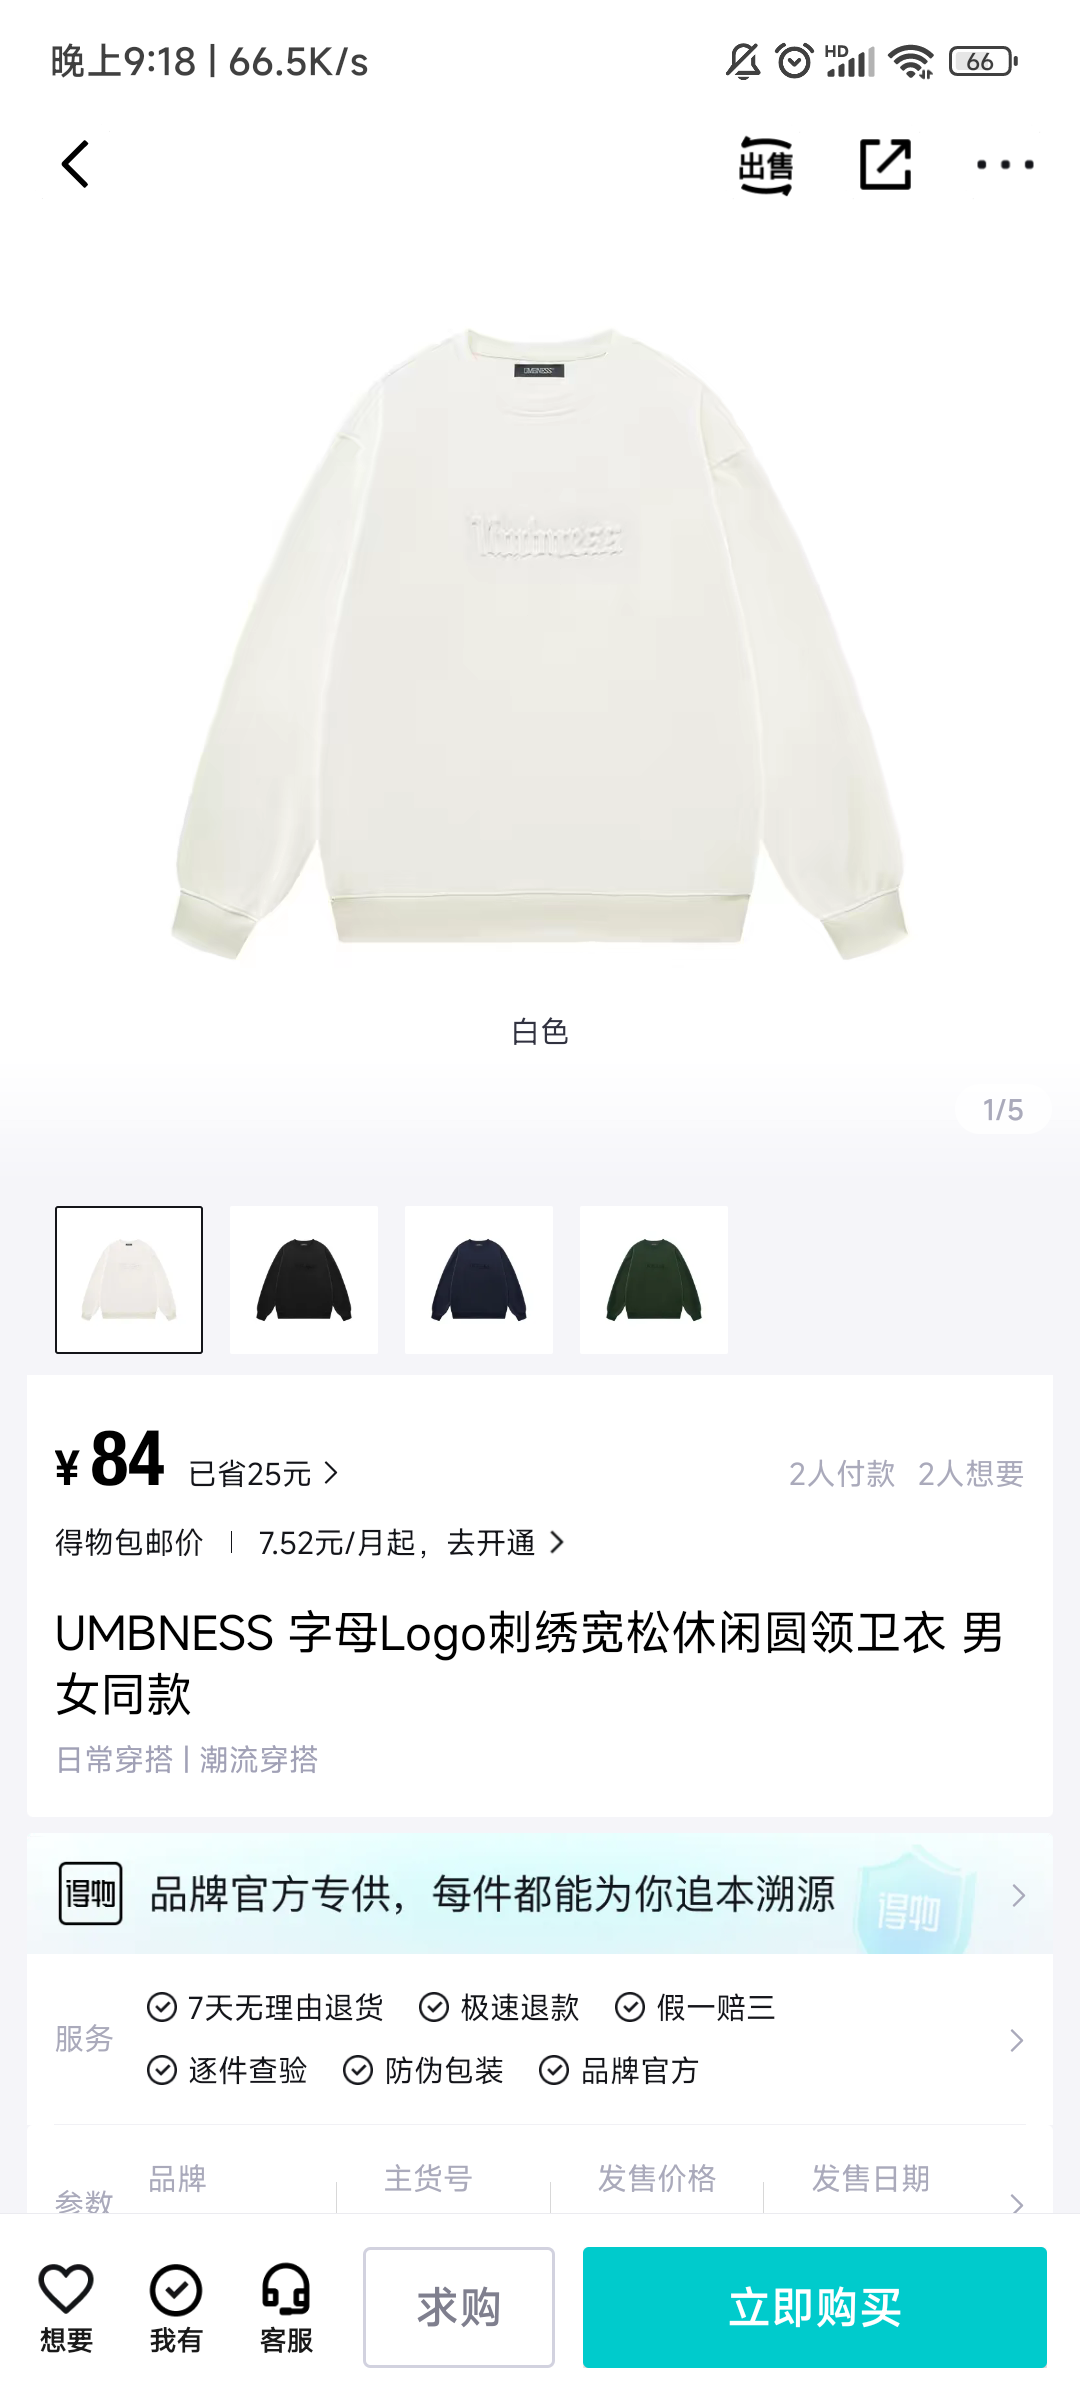 晚上9:18 | 66.5K/s
HD
66
出售
UMBNESS
Umbness
白色
1/5
¥84 已省25元
2人付款 2人想要
得物包邮价 | 7.52元/月起，去开通
UMBNESS 字母Logo刺绣宽松休闲圆领卫衣 男
女同款
日常穿搭 | 潮流穿搭
得物 品牌官方专供，每件都能为你追本溯源 得物
服务
7天无理由退货 极速退款 假一赔三
逐件查验 防伪包装 品牌官方
参数
品牌 主货号 发售价格 发售日期
想要 我有 客服 求购 立即购买